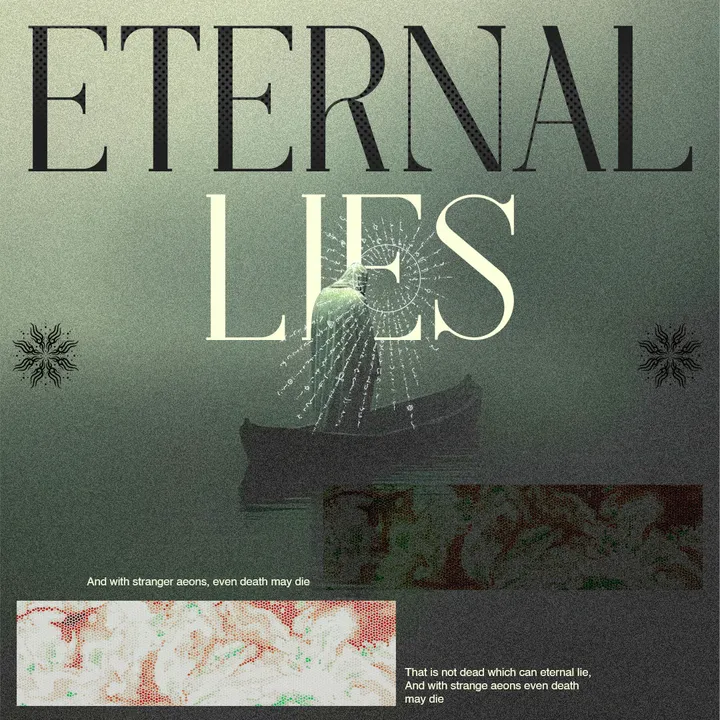 ETERNAL
LIES
And with stranger aeons, even death may die
That is not dead which can eternal lie,
And with strange aeons even death
may die